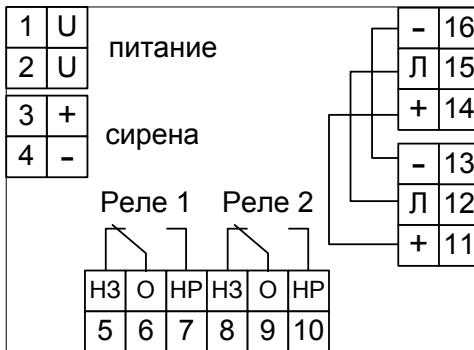 1 U
2 U
питание
3 +
4 -
сирена
- 16
Л 15
+ 14
- 13
Л 12
+ 11
Реле 1 Реле 2
НЗ О НР НЗ О НР
5 6 7 8 9 10